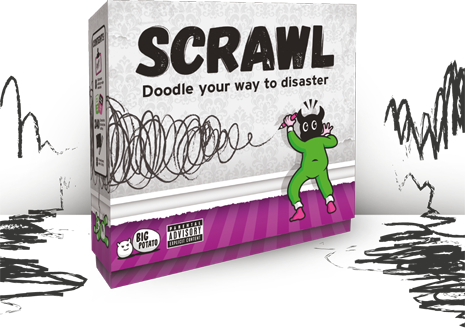 SCRAWL
Doodle your way to disaster
BIG
POTATO
PARENTAL
ADVISORY
EXPLICIT CONTENT